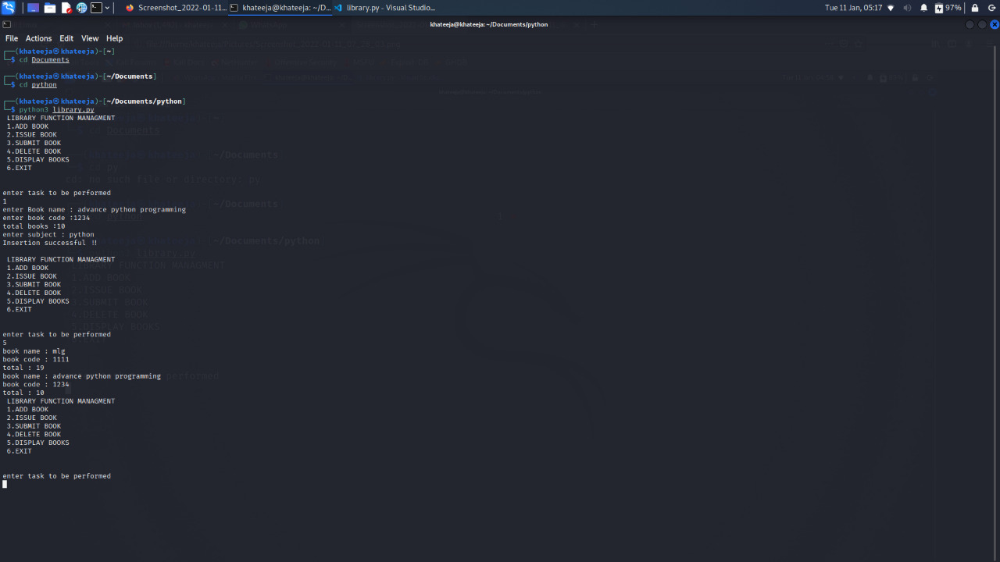 Screenshot_2022-01-11...
khateeja@khateeja: ~/D...
library.py - Visual Studio...
Tue 11 Jan, 05:17
97%
khateeja@khateeja: ~/Documents/python
File Actions Edit View Help
┌──(khateeja㉿khateeja)-[~]
└─$ cd Documents
┌──(khateeja㉿khateeja)-[~/Documents]
└─$ cd python
┌──(khateeja㉿khateeja)-[~/Documents/python]
└─$ python3 library.py
LIBRARY FUNCTION MANAGMENT
1.ADD BOOK
2.ISSUE BOOK
3.SUBMIT BOOK
4.DELETE BOOK
5.DISPLAY BOOKS
6.EXIT
enter task to be performed
1
enter Book name : advance python programming
enter book code :1234
total books :10
enter subject : python
Insertion successful !!
LIBRARY FUNCTION MANAGMENT
1.ADD BOOK
2.ISSUE BOOK
3.SUBMIT BOOK
4.DELETE BOOK
5.DISPLAY BOOKS
6.EXIT
enter task to be performed
5
book name : mlg
book code : 1111
total : 19
book name : advance python programming
book code : 1234
total : 10
LIBRARY FUNCTION MANAGMENT
1.ADD BOOK
2.ISSUE BOOK
3.SUBMIT BOOK
4.DELETE BOOK
5.DISPLAY BOOKS
6.EXIT
enter task to be performed